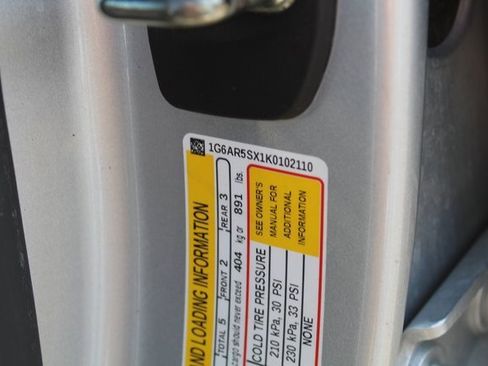 1G6AR5SX1K0102110
ND LOADING INFORMATION
TOTAL 5 FRONT 2 REAR 3
cargo should never exceed 404 kg or 891 lbs.
COLD TIRE PRESSURE
210 kPa, 30 PSI
230 kPa, 33 PSI
NONE
SEE OWNER'S
MANUAL FOR
ADDITIONAL
INFORMATION